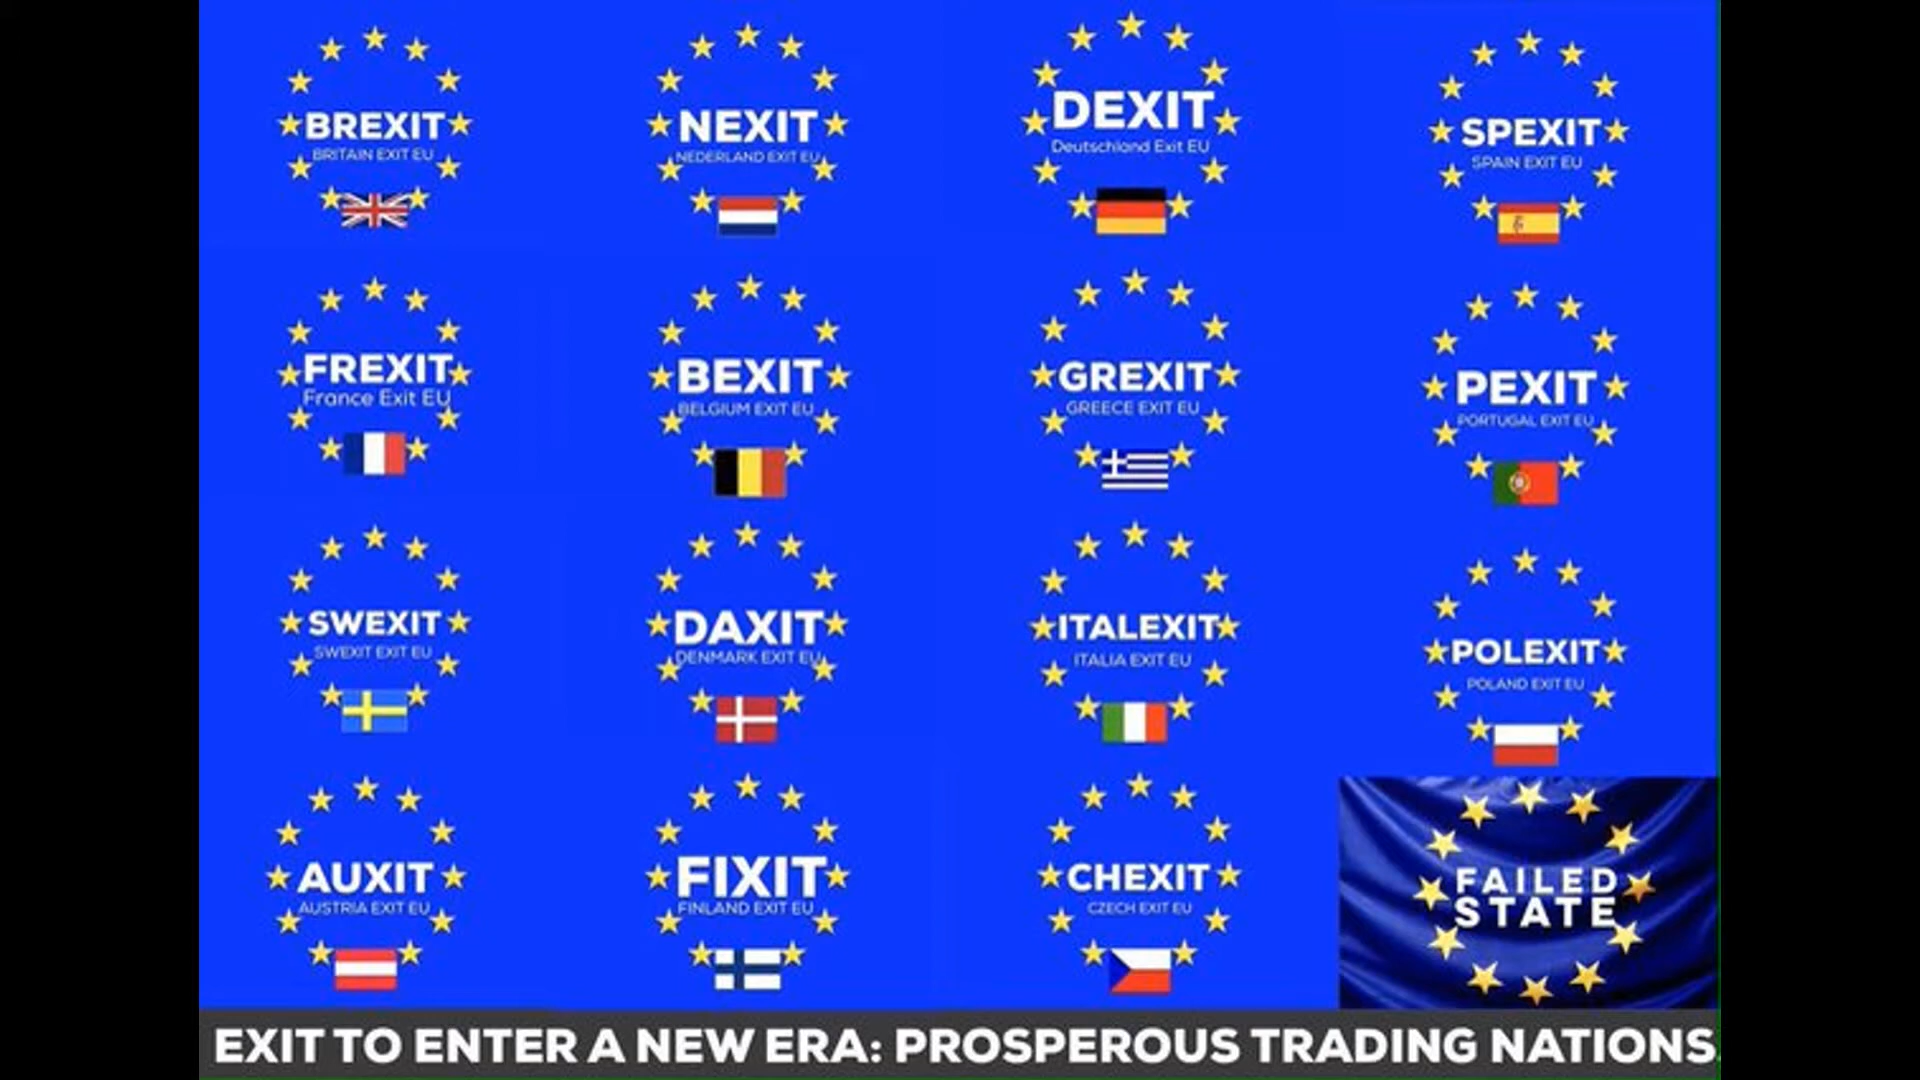 BREXIT
BRITAIN EXIT EU
NEXIT
NEDERLAND EXIT EU
DEXIT
Deutschland Exit EU
SPEXIT
SPAIN EXIT EU
FREXIT
France Exit EU
BEXIT
BELGIUM EXIT EU
GREXIT
GREECE EXIT EU
PEXIT
PORTUGAL EXIT EU
SWEXIT
SWEXIT EXIT EU
DAXIT
DENMARK EXIT EU
ITALEXIT
ITALIA EXIT EU
POLEXIT
POLAND EXIT EU
AUXIT
AUSTRIA EXIT EU
FIXIT
FINLAND EXIT EU
CHEXIT
CZECH EXIT EU
FAILED
STATE
EXIT TO ENTER A NEW ERA: PROSPEROUS TRADING NATIONS